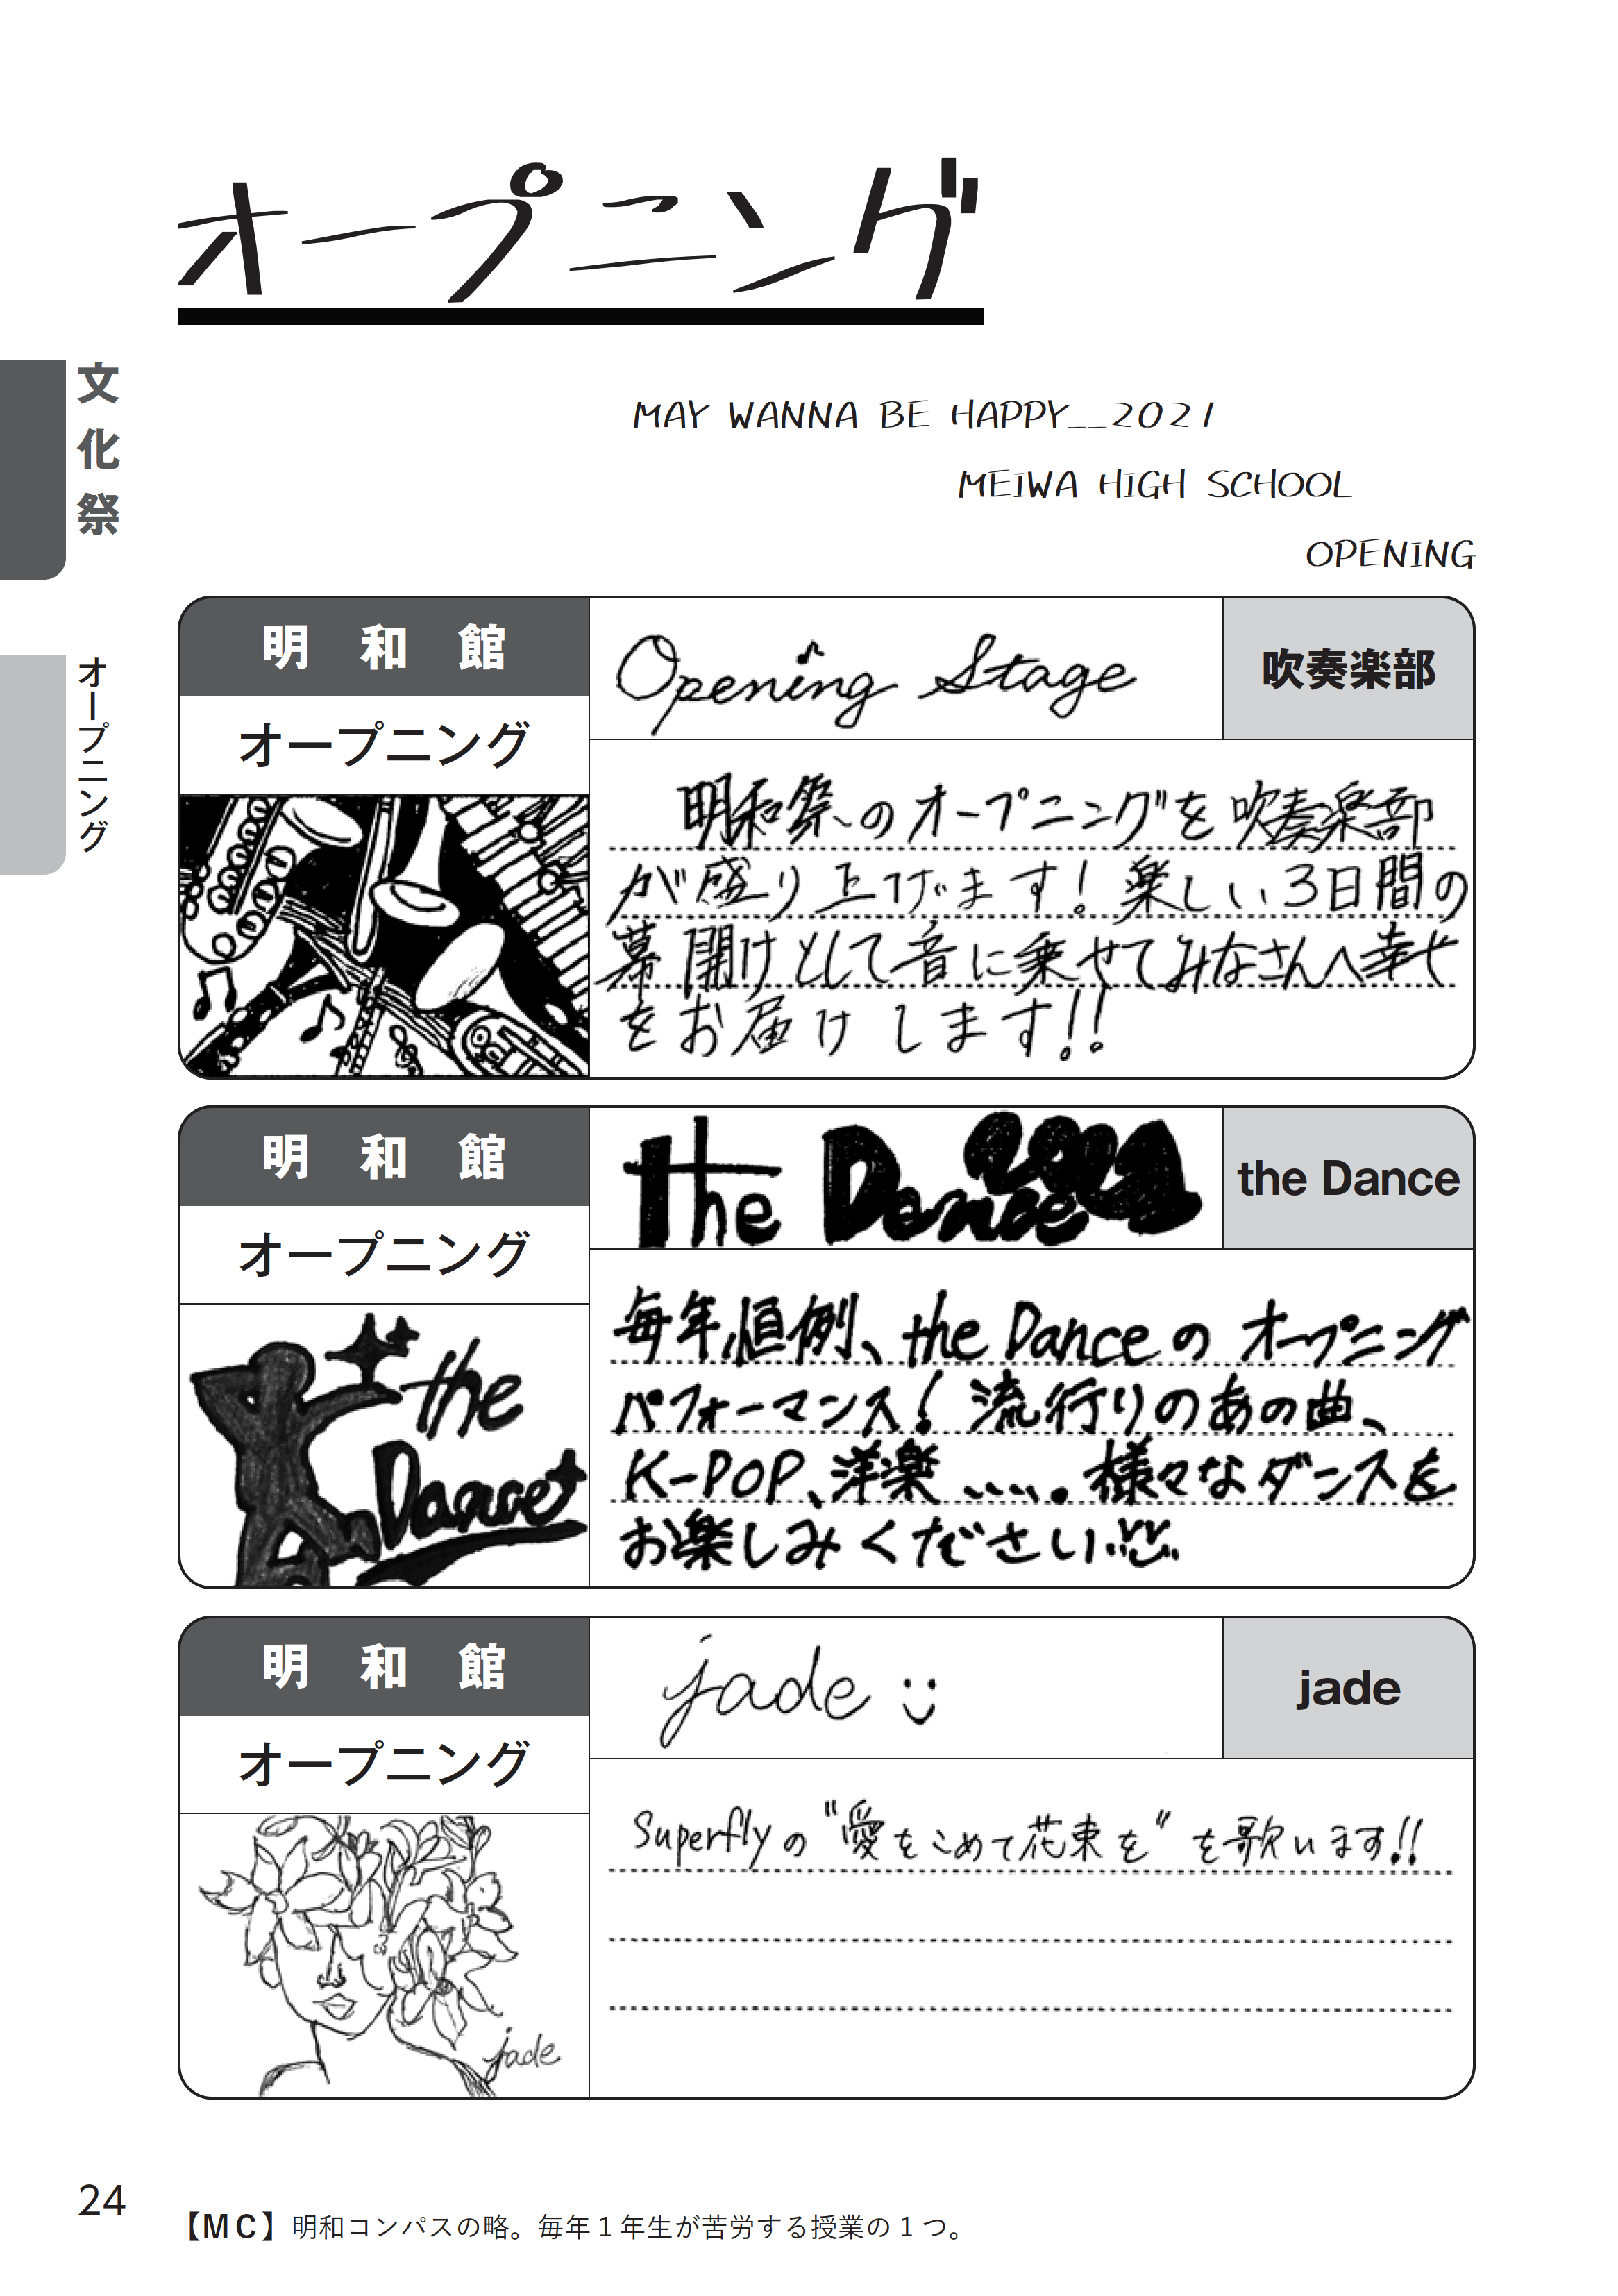 オープニング
文化祭
オープニング
MAY WANNA BE HAPPY__2021
MEIWA HIGH SCHOOL
OPENING
明和館
オープニング
Opening Stage
吹奏楽部
明和祭のオープニングを吹奏楽部
が盛り上げます！楽しい3日間の
幕開けとして音に乗せてみなさんへ幸せ
をお届けします!!
明和館
オープニング
the Dance 2021
the Dance
the
Dance
毎年恒例、the Danceのオープニング
パフォーマンス！流行りのあの曲、
K-POP、洋楽.....様々なダンスを
お楽しみください
明和館
オープニング
jade
jade
jade
Superflyの"愛をこめて花束を"を歌います!!
24
【MC】明和コンパスの略。毎年1年生が苦労する授業の1つ。